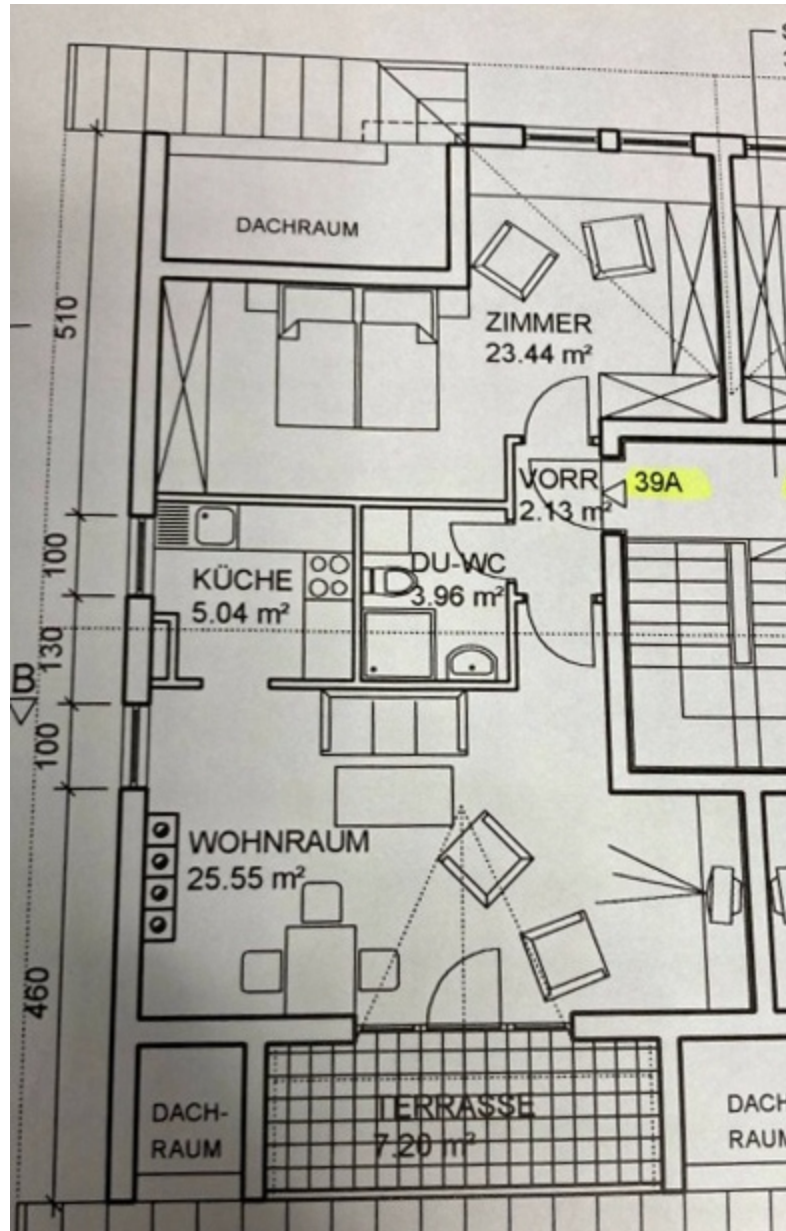 DACHRAUM
ZIMMER
23.44 m²
510
VORR
2.13 m²
39A
100
KÜCHE
5.04 m²
DU-WC
3.96 m²
130
B
100
WOHNRAUM
25.55 m²
460
DACH-
RAUM
TERRASSE
7.20 m²
DACH
RAUM